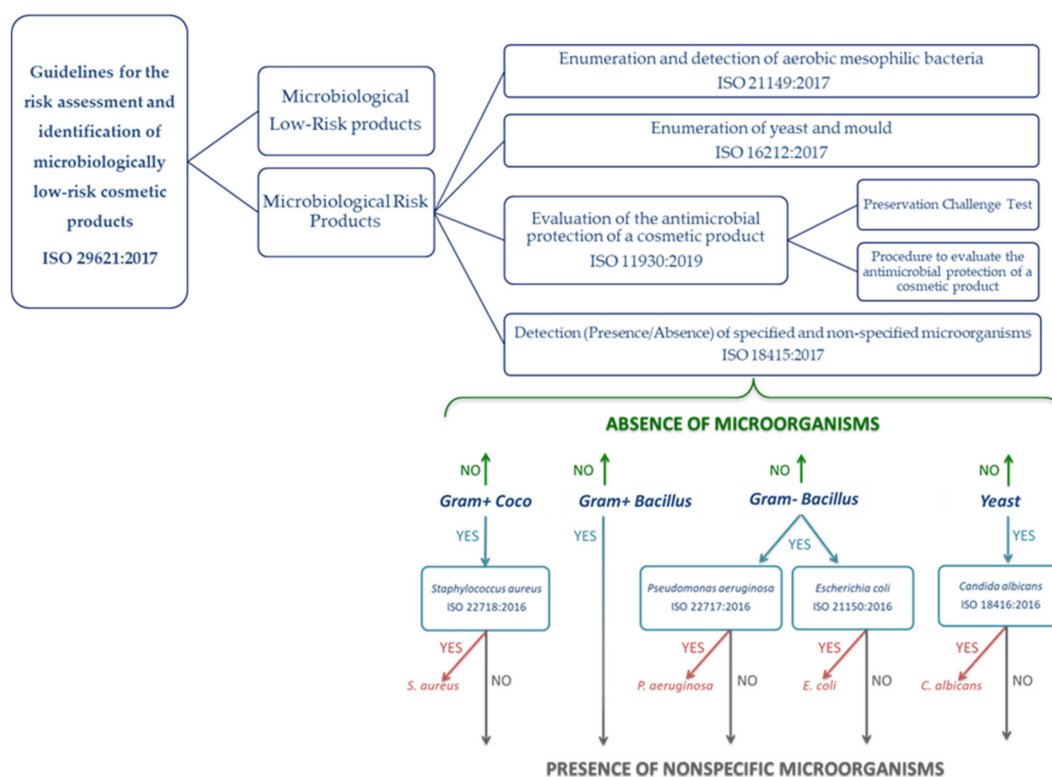 Guidelines for the
risk assessment and
identification of
microbiologically
low-risk cosmetic
products
ISO 29621:2017
Microbiological
Low-Risk products
Microbiological Risk
Products
Enumeration and detection of aerobic mesophilic bacteria
ISO 21149:2017
Enumeration of yeast and mould
ISO 16212:2017
Evaluation of the antimicrobial
protection of a cosmetic product
ISO 11930:2019
Preservation Challenge Test
Procedure to evaluate the
antimicrobial protection of a
cosmetic product
Detection (Presence/Absence) of specified and non-specified microorganisms
ISO 18415:2017
ABSENCE OF MICROORGANISMS
NO NO NO NO
Gram+ Coco Gram+ Bacillus Gram- Bacillus Yeast
YES YES YES YES
Staphylococcus aureus
ISO 22718:2016
Pseudomonas aeruginosa
ISO 22717:2016
Escherichia coli
ISO 21150:2016
Candida albicans
ISO 18416:2016
YES YES YES YES
S. aureus NO P. aeruginosa NO E. coli NO C. albicans NO
PRESENCE OF NONSPECIFIC MICROORGANISMS